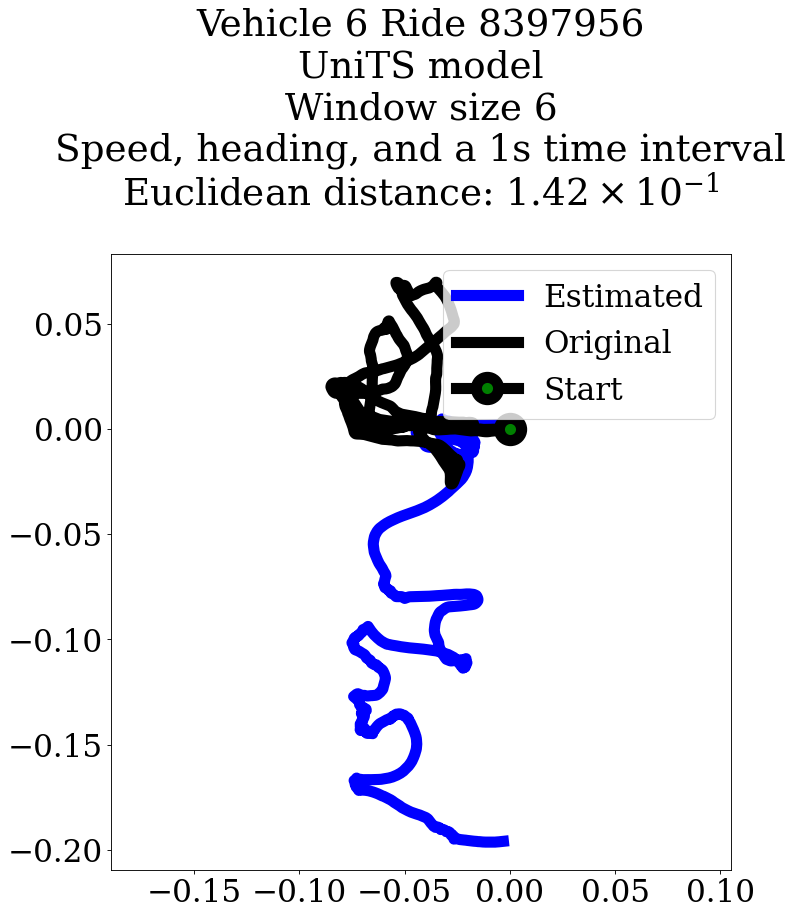 Vehicle 6 Ride 8397956
UniTS model
Window size 6
Speed, heading, and a 1s time interval
Euclidean distance: 1.42 × 10⁻¹
Estimated
Original
Start
0.05
0.00
−0.05
−0.10
−0.15
−0.20
−0.15 −0.10 −0.05 0.00 0.05 0.10